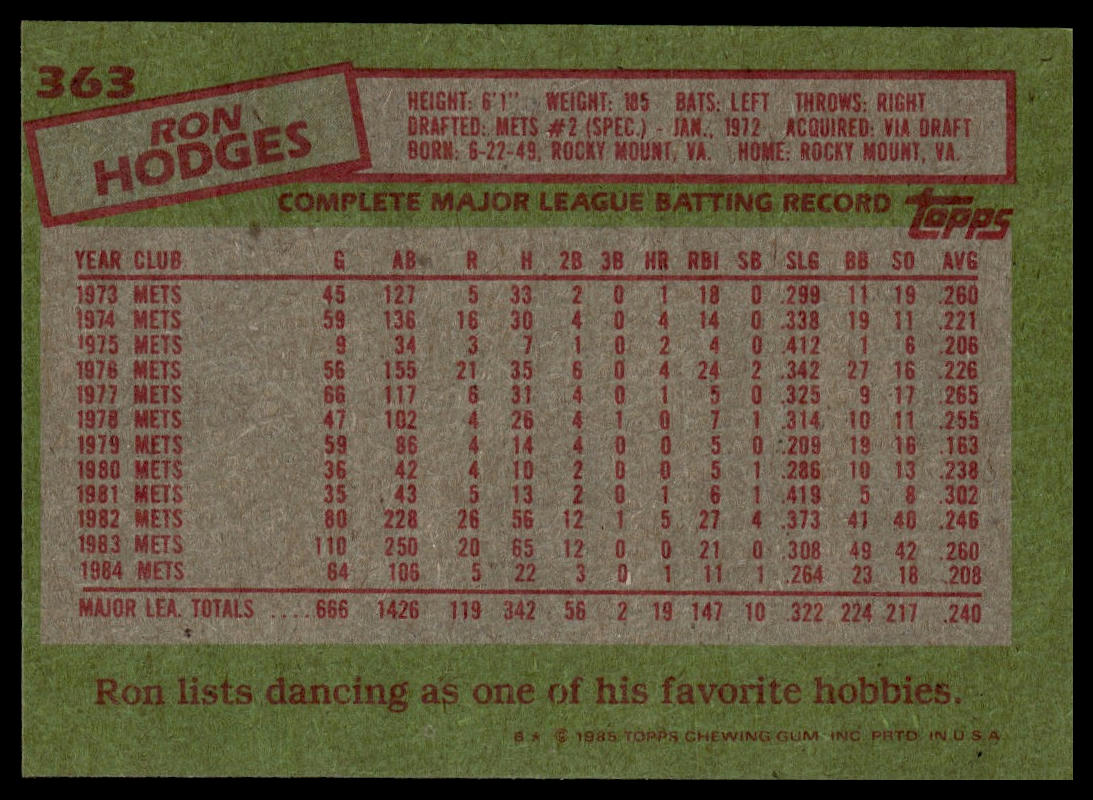 363
RON
HODGES
HEIGHT: 6'1" WEIGHT: 185 BATS: LEFT THROWS: RIGHT
DRAFTED: METS #2 (SPEC.) - JAN., 1972 ACQUIRED: VIA DRAFT
BORN: 6-22-49, ROCKY MOUNT, VA. HOME: ROCKY MOUNT, VA.
COMPLETE MAJOR LEAGUE BATTING RECORD topps
YEAR CLUB G AB R H 2B 3B HR RBI SB SLG BB SO AVG
1973 METS 45 127 5 33 2 0 1 18 0 .299 11 19 .260
1974 METS 59 136 16 30 4 0 4 14 0 .338 19 11 .221
1975 METS 9 34 3 7 1 0 2 4 0 .412 1 6 .206
1976 METS 56 155 21 35 6 0 4 24 2 .342 27 16 .226
1977 METS 66 117 6 31 4 0 1 5 0 .325 9 17 .265
1978 METS 47 102 4 26 4 1 0 7 1 .314 10 11 .255
1979 METS 59 86 4 14 4 0 0 5 0 .209 19 16 .163
1980 METS 36 42 4 10 2 0 0 5 1 .286 10 13 .238
1981 METS 35 43 5 13 2 0 1 6 1 .419 5 8 .302
1982 METS 80 228 26 56 12 1 5 27 4 .373 41 40 .246
1983 METS 110 250 20 65 12 0 0 21 0 .308 49 42 .260
1984 METS 64 106 5 22 3 0 1 11 1 .264 23 18 .208
MAJOR LEA. TOTALS ....666 1426 119 342 56 2 19 147 10 .322 224 217 .240
Ron lists dancing as one of his favorite hobbies.
6* © 1985 TOPPS CHEWING GUM, INC. PRTD. IN U.S.A.